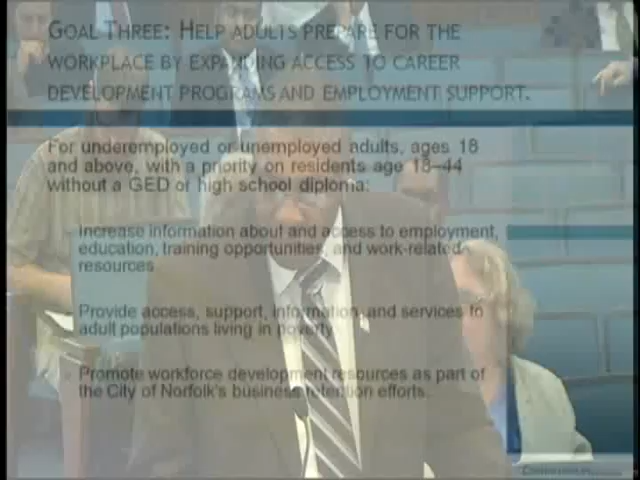 GOAL THREE: HELP ADULTS PREPARE FOR THE
WORKPLACE BY EXPANDING ACCESS TO CAREER
DEVELOPMENT PROGRAMS AND EMPLOYMENT SUPPORT.
For underemployed or unemployed adults, ages 18
and above, with a priority on residents age 18–44
without a GED or high school diploma:
Increase information about and access to employment,
education, training opportunities, and work-related
resources
Provide access, support, information, and services to
adult populations living in poverty
Promote workforce development resources as part of
the City of Norfolk's business retention efforts.